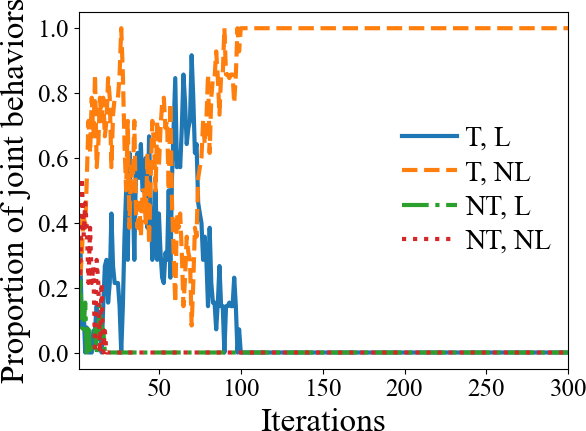 Proportion of joint behaviors
1.0
0.8
0.6
0.4
0.2
0.0
T, L
T, NL
NT, L
NT, NL
50 100 150 200 250 300
Iterations